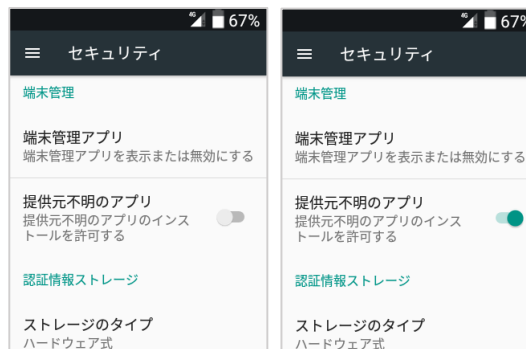 4G 67%
セキュリティ
端末管理
端末管理アプリ
端末管理アプリを表示または無効にする
提供元不明のアプリ
提供元不明のアプリのインス
トールを許可する
認証情報ストレージ
ストレージのタイプ
ハードウェア式
4G 67%
セキュリティ
端末管理
端末管理アプリ
端末管理アプリを表示または無効にする
提供元不明のアプリ
提供元不明のアプリのインス
トールを許可する
認証情報ストレージ
ストレージのタイプ
ハードウェア式